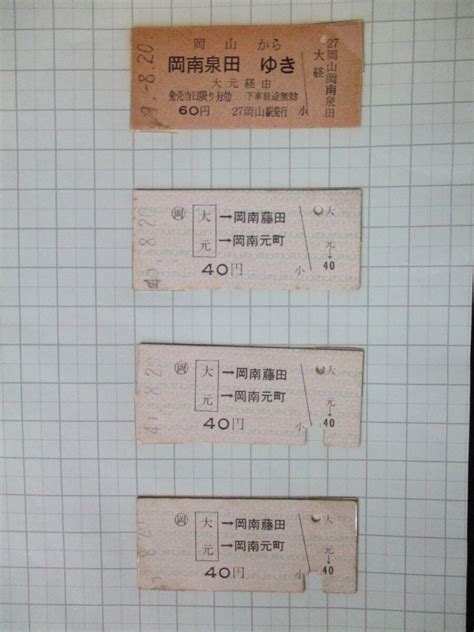 岡山から
岡南泉田 ゆき
大元経由
発売当日限り有効 下車前途無効
60円 27岡山駅発行 小
27
岡山岡南泉田
大経
9.-8.20.
大元
→岡南藤田
→岡南元町
40円 小
大元→40
8.20
大元
→岡南藤田
→岡南元町
40円 小
大元→40
大元
→岡南藤田
→岡南元町
40円 小
大元→40